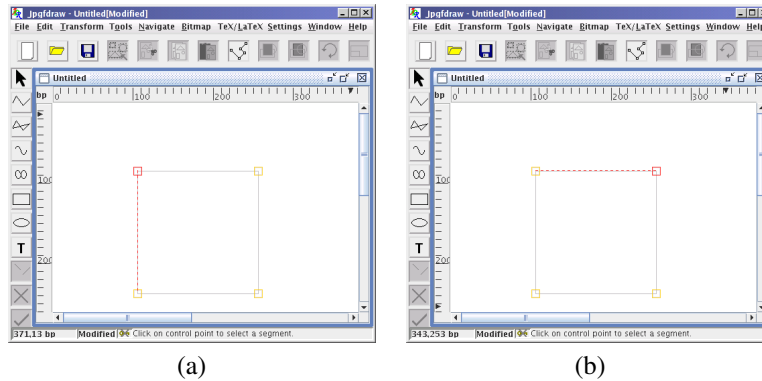 Jpgfdraw - Untitled[Modified]
File Edit Transform Tools Navigate Bitmap TeX/LaTeX Settings Window Help
Untitled
bp 0 100 200 300
100
200
T
371,13 bp Modified Click on control point to select a segment.
(a)
Jpgfdraw - Untitled[Modified]
File Edit Transform Tools Navigate Bitmap TeX/LaTeX Settings Window Help
Untitled
bp 0 100 200 300
100
200
T
343,253 bp Modified Click on control point to select a segment.
(b)